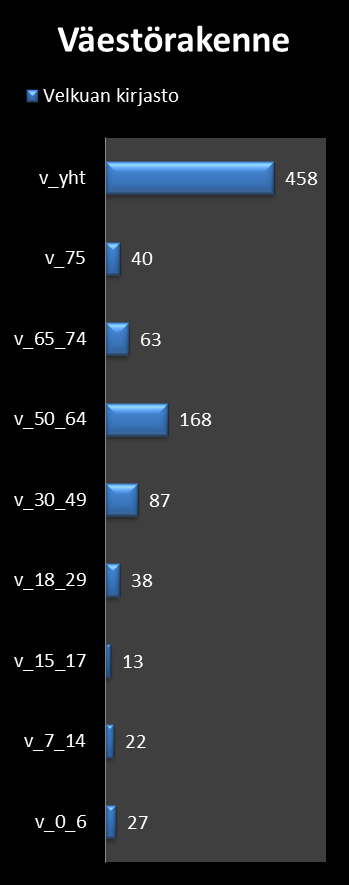 Väestörakenne
Velkuan kirjasto
v_yht 458
v_75 40
v_65_74 63
v_50_64 168
v_30_49 87
v_18_29 38
v_15_17 13
v_7_14 22
v_0_6 27